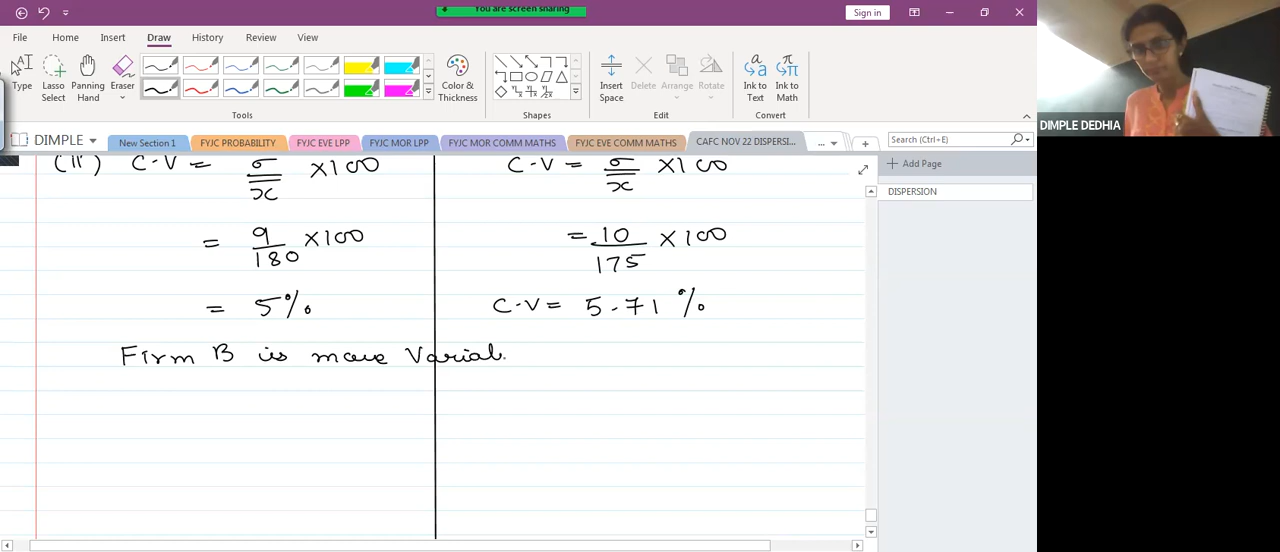 You are screen sharing
Sign in
File Home Insert Draw History Review View
Type Lasso Select Panning Hand Eraser Color & Thickness Insert Space Delete Arrange Rotate Ink to Text Ink to Math
Tools Shapes Edit Convert
DIMPLE New Section 1 FYJC PROBABILITY FYJC EVE LPP FYJC MOR LPP FYJC MOR COMM MATHS FYJC EVE COMM MATHS CAFC NOV 22 DISPERSI... ... Search (Ctrl+E)
Add Page
DISPERSION
DIMPLE DEDHIA
(ii) C.V = σ/x̄ ×100
= 9/180 ×100
= 5%
C.V = σ/x̄ ×100
= 10/175 ×100
C.V = 5.71 %
Firm B is more Variab